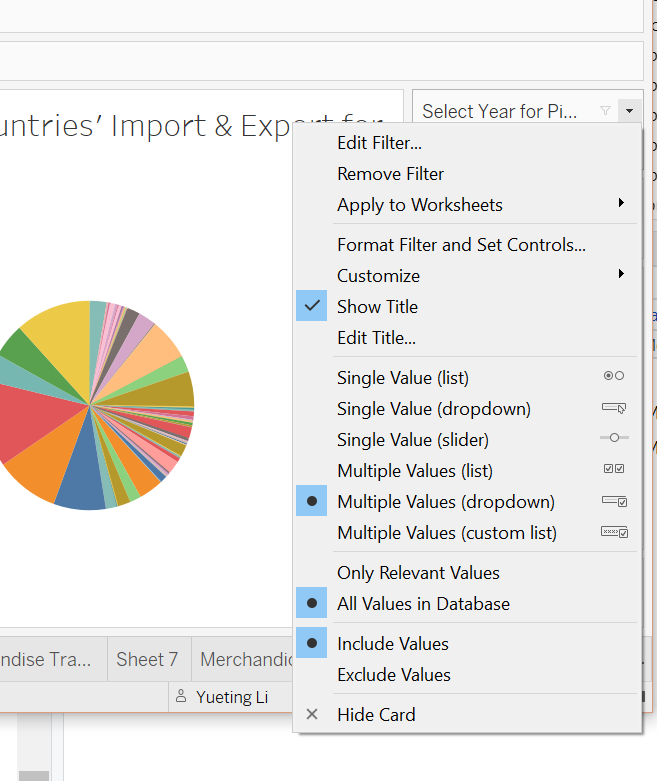 untries' Import & Export for
Select Year for Pi...
Edit Filter...
Remove Filter
Apply to Worksheets
Format Filter and Set Controls...
Customize
Show Title
Edit Title...
Single Value (list)
Single Value (dropdown)
Single Value (slider)
Multiple Values (list)
Multiple Values (dropdown)
Multiple Values (custom list)
Only Relevant Values
All Values in Database
Include Values
Exclude Values
Hide Card
ndise Tra...
Sheet 7
Merchandi
Yueting Li